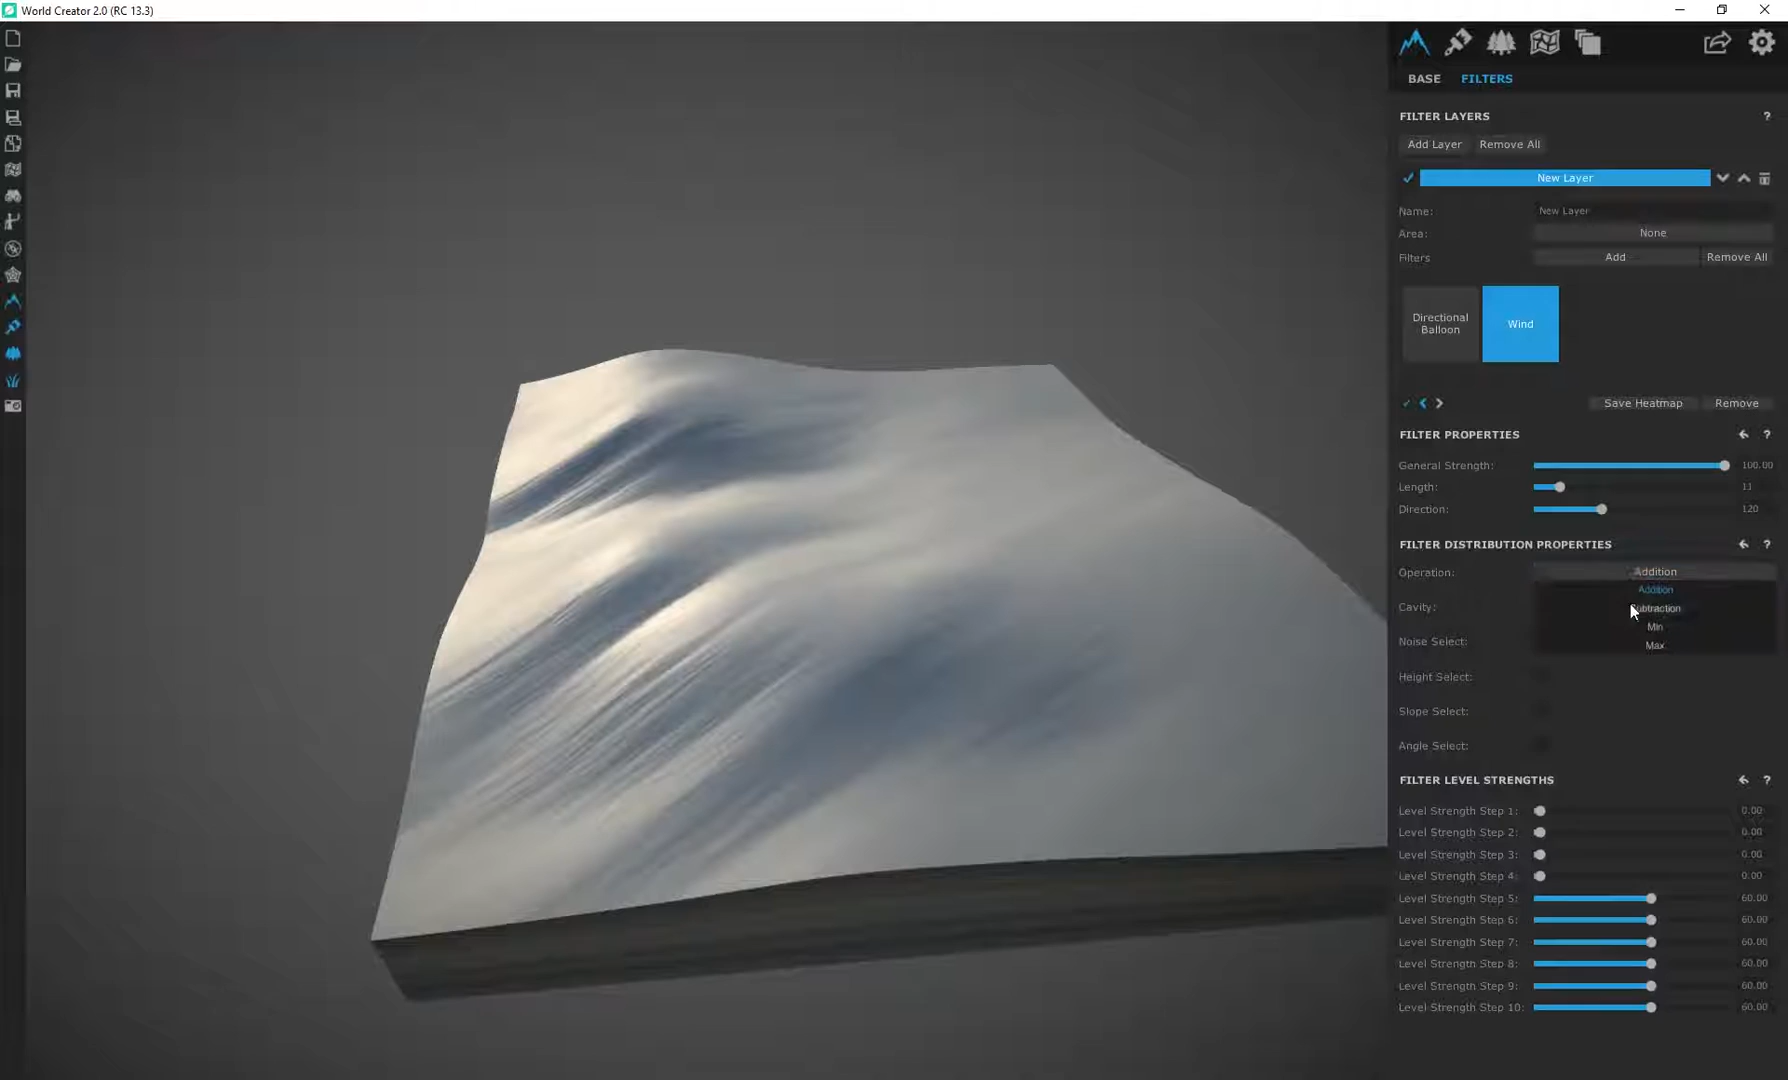 World Creator 2.0 (RC 13.3)
BASE FILTERS
FILTER LAYERS ?
Add Layer Remove All
New Layer
Name: New Layer
Area: None
Filters Add Remove All
Directional Balloon Wind
Save Heatmap Remove
FILTER PROPERTIES ?
General Strength: 100.00
Length: 11
Direction: 120
FILTER DISTRIBUTION PROPERTIES ?
Operation: Addition
Addition
Cavity: Subtraction
Min
Noise Select: Max
Height Select:
Slope Select:
Angle Select:
FILTER LEVEL STRENGTHS ?
Level Strength Step 1: 0.00
Level Strength Step 2: 0.00
Level Strength Step 3: 0.00
Level Strength Step 4: 0.00
Level Strength Step 5: 60.00
Level Strength Step 6: 60.00
Level Strength Step 7: 60.00
Level Strength Step 8: 60.00
Level Strength Step 9: 60.00
Level Strength Step 10: 60.00